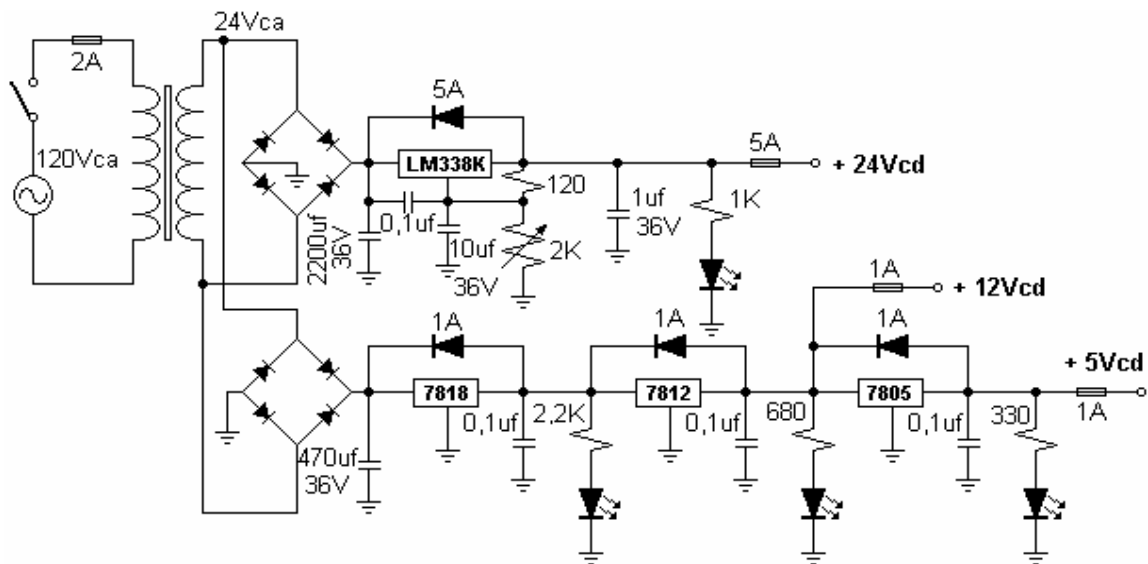 24Vca
2A
120Vca
5A
LM338K
120
0,1uf
2200uf
36V
10uf
36V
2K
1uf
36V
1K
5A
+ 24Vcd
1A
+ 12Vcd
1A
7818
0,1uf
470uf
36V
2,2K
1A
7812
0,1uf
680
1A
7805
0,1uf
330
+ 5Vcd
1A